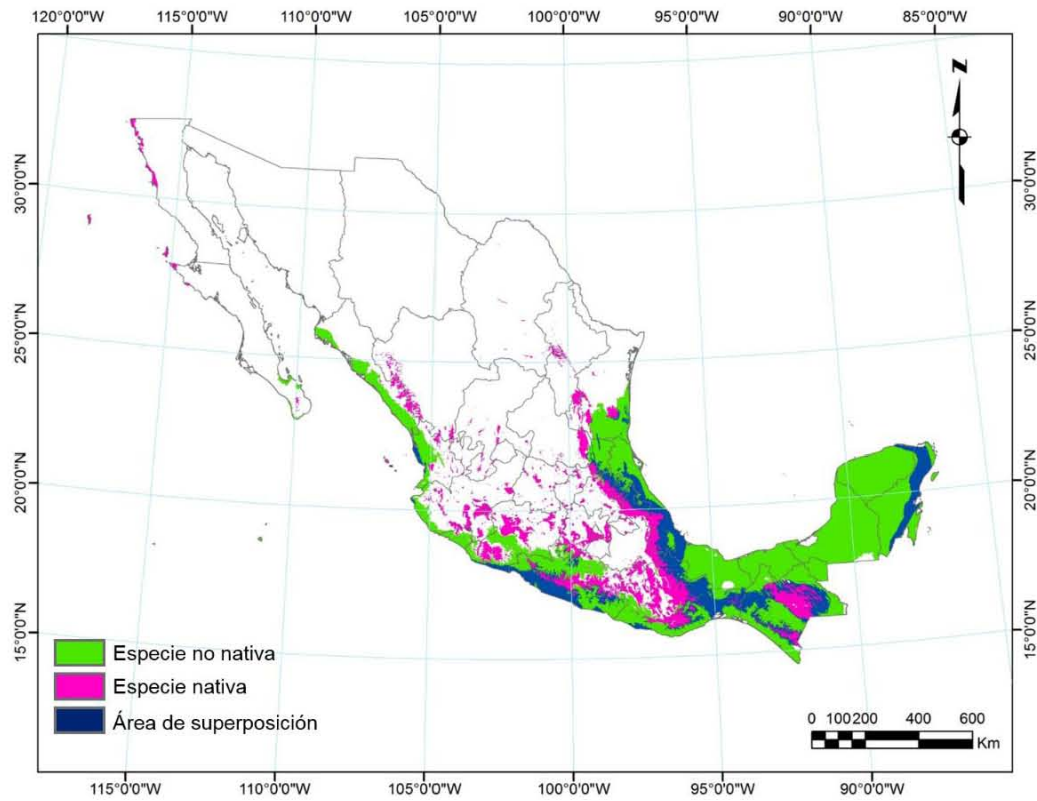 120°0'0"W 115°0'0"W 110°0'0"W 105°0'0"W 100°0'0"W 95°0'0"W 90°0'0"W 85°0'0"W
N
30°0'0"N 30°0'0"N
25°0'0"N 25°0'0"N
20°0'0"N 20°0'0"N
15°0'0"N 15°0'0"N
Especie no nativa
Especie nativa
Área de superposición
0 100 200 400 600
Km
115°0'0"W 110°0'0"W 105°0'0"W 100°0'0"W 95°0'0"W 90°0'0"W